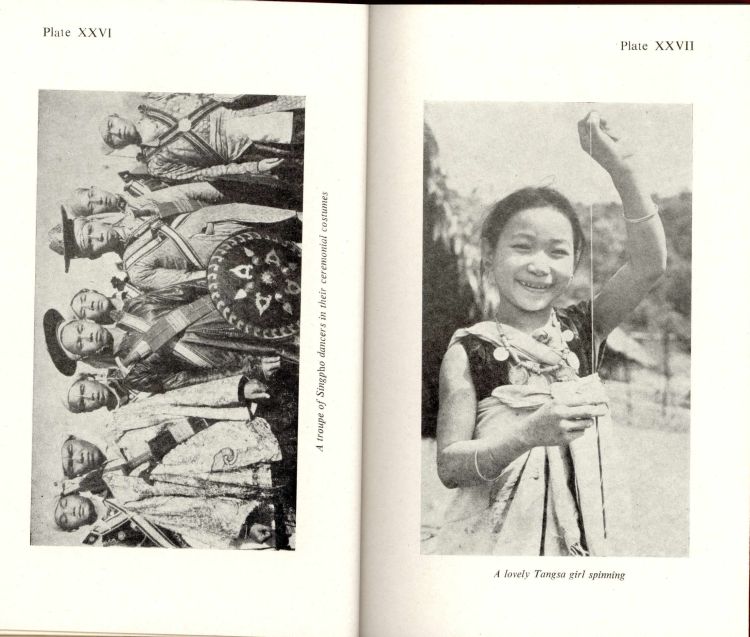 Plate XXVI
A troupe of Singpho dancers in their ceremonial costumes
Plate XXVII
A lovely Tangsa girl spinning